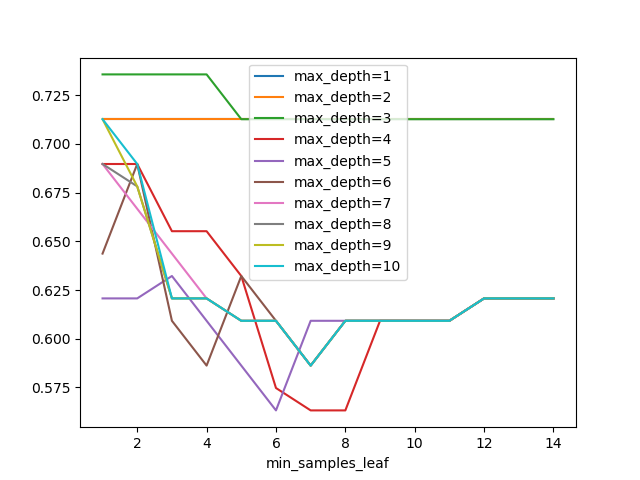 0.725
0.700
0.675
0.650
0.625
0.600
0.575
max_depth=1
max_depth=2
max_depth=3
max_depth=4
max_depth=5
max_depth=6
max_depth=7
max_depth=8
max_depth=9
max_depth=10
2 4 6 8 10 12 14
min_samples_leaf